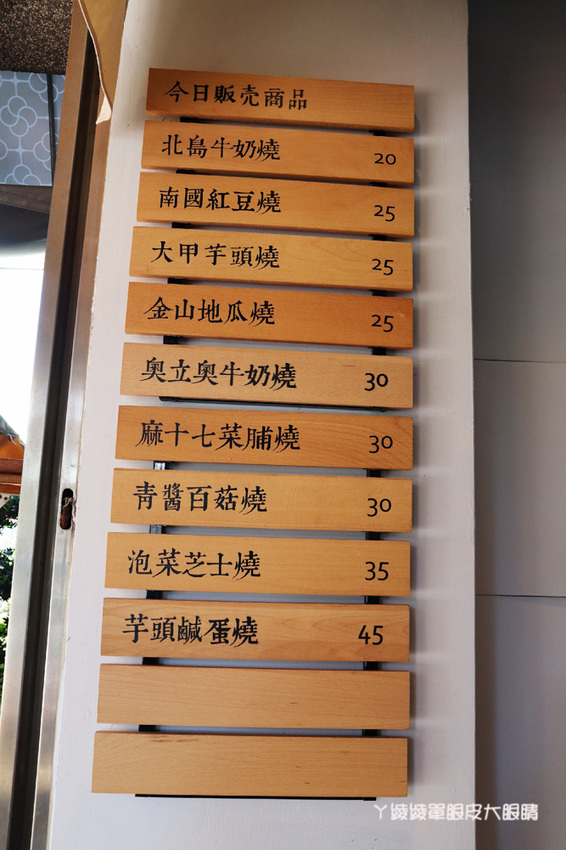 今日販売商品
北島牛奶燒 20
南國紅豆燒 25
大甲芋頭燒 25
金山地瓜燒 25
奧立奧牛奶燒 30
麻十七菜脯燒 30
青醬百菇燒 30
泡菜芝士燒 35
芋頭鹹蛋燒 45
ㄚ綾綾單眼皮大眼睛